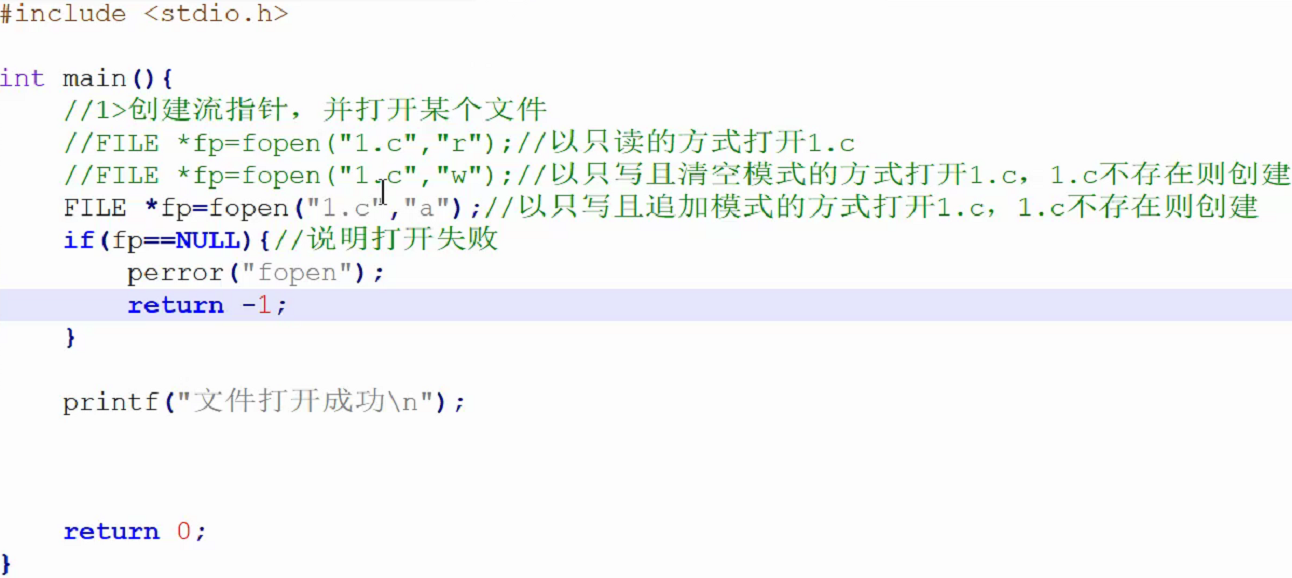 #include <stdio.h>
int main(){
//1>创建流指针，并打开某个文件
//FILE *fp=fopen("1.c","r");//以只读的方式打开1.c
//FILE *fp=fopen("1.c","w");//以只写且清空模式的方式打开1.c，1.c不存在则创建
FILE *fp=fopen("1.c","a");//以只写且追加模式的方式打开1.c，1.c不存在则创建
if(fp==NULL){//说明打开失败
perror("fopen");
return -1;
}
printf("文件打开成功\n");
return 0;
}